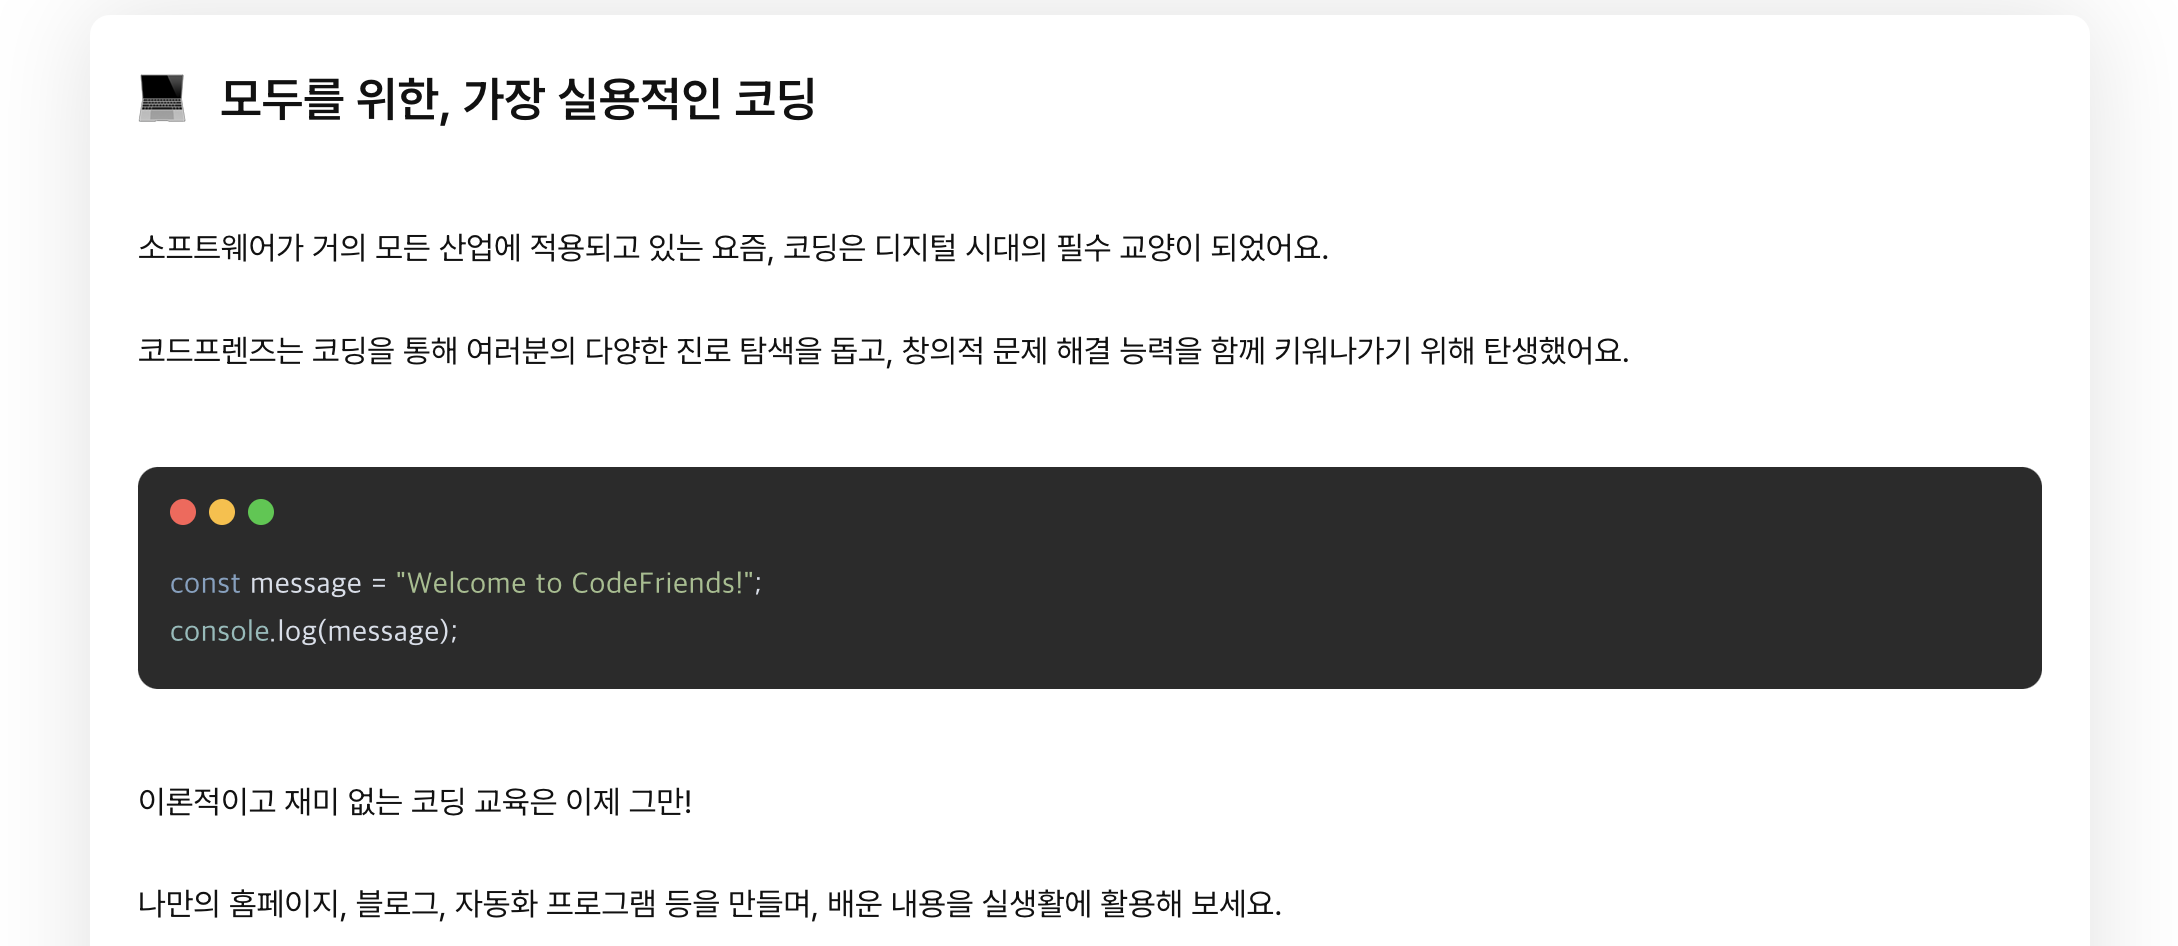 모두를 위한, 가장 실용적인 코딩
소프트웨어가 거의 모든 산업에 적용되고 있는 요즘, 코딩은 디지털 시대의 필수 교양이 되었어요.
코드프렌즈는 코딩을 통해 여러분의 다양한 진로 탐색을 돕고, 창의적 문제 해결 능력을 함께 키워나가기 위해 탄생했어요.
const message = "Welcome to CodeFriends!";
console.log(message);
이론적이고 재미 없는 코딩 교육은 이제 그만!
나만의 홈페이지, 블로그, 자동화 프로그램 등을 만들며, 배운 내용을 실생활에 활용해 보세요.